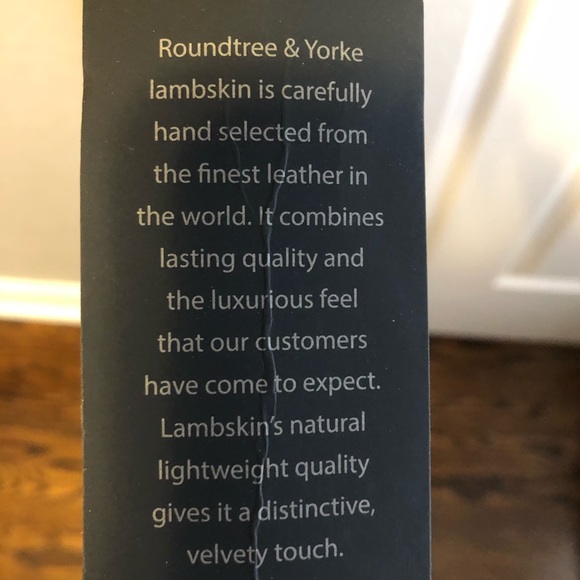 Roundtree & Yorke
lambskin is carefully
hand selected from
the finest leather in
the world. It combines
lasting quality and
the luxurious feel
that our customers
have come to expect.
Lambskin's natural
lightweight quality
gives it a distinctive,
velvety touch.